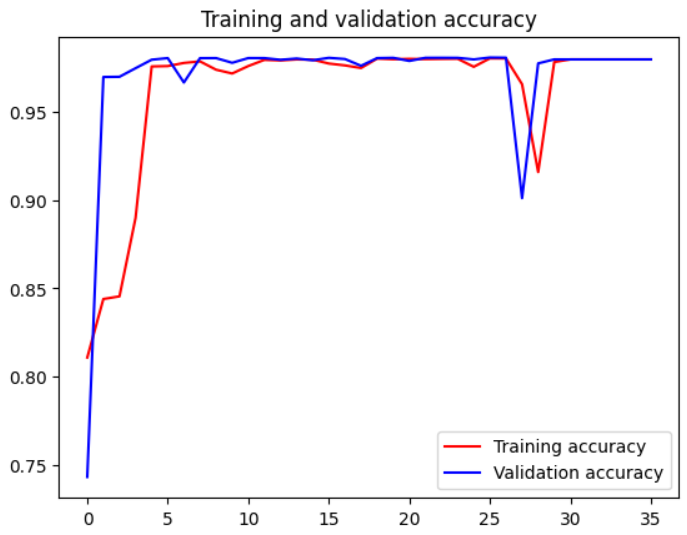 Training and validation accuracy
0.95
0.90
0.85
0.80
0.75
Training accuracy
Validation accuracy
0 5 10 15 20 25 30 35